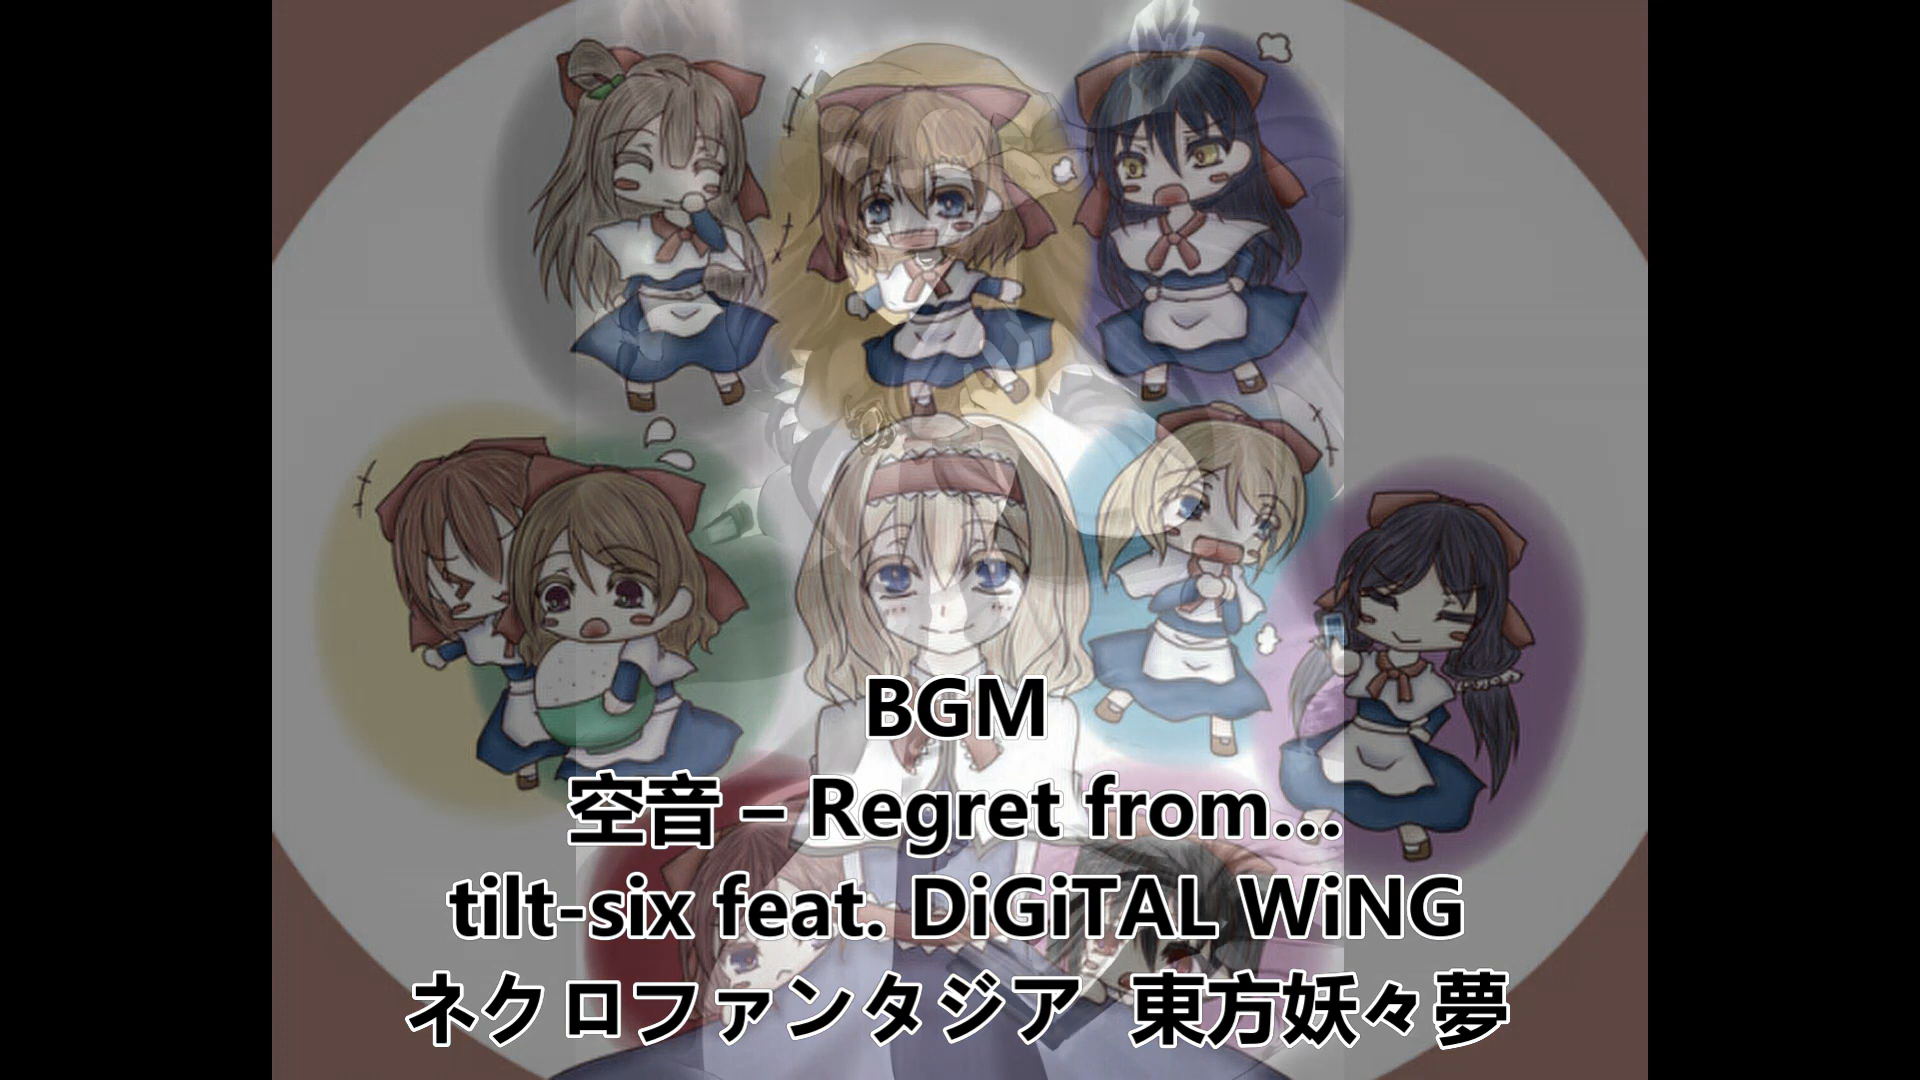 BGM
空音 – Regret from…
tilt-six feat. DiGiTAL WiNG
ネクロファンタジア 東方妖々夢